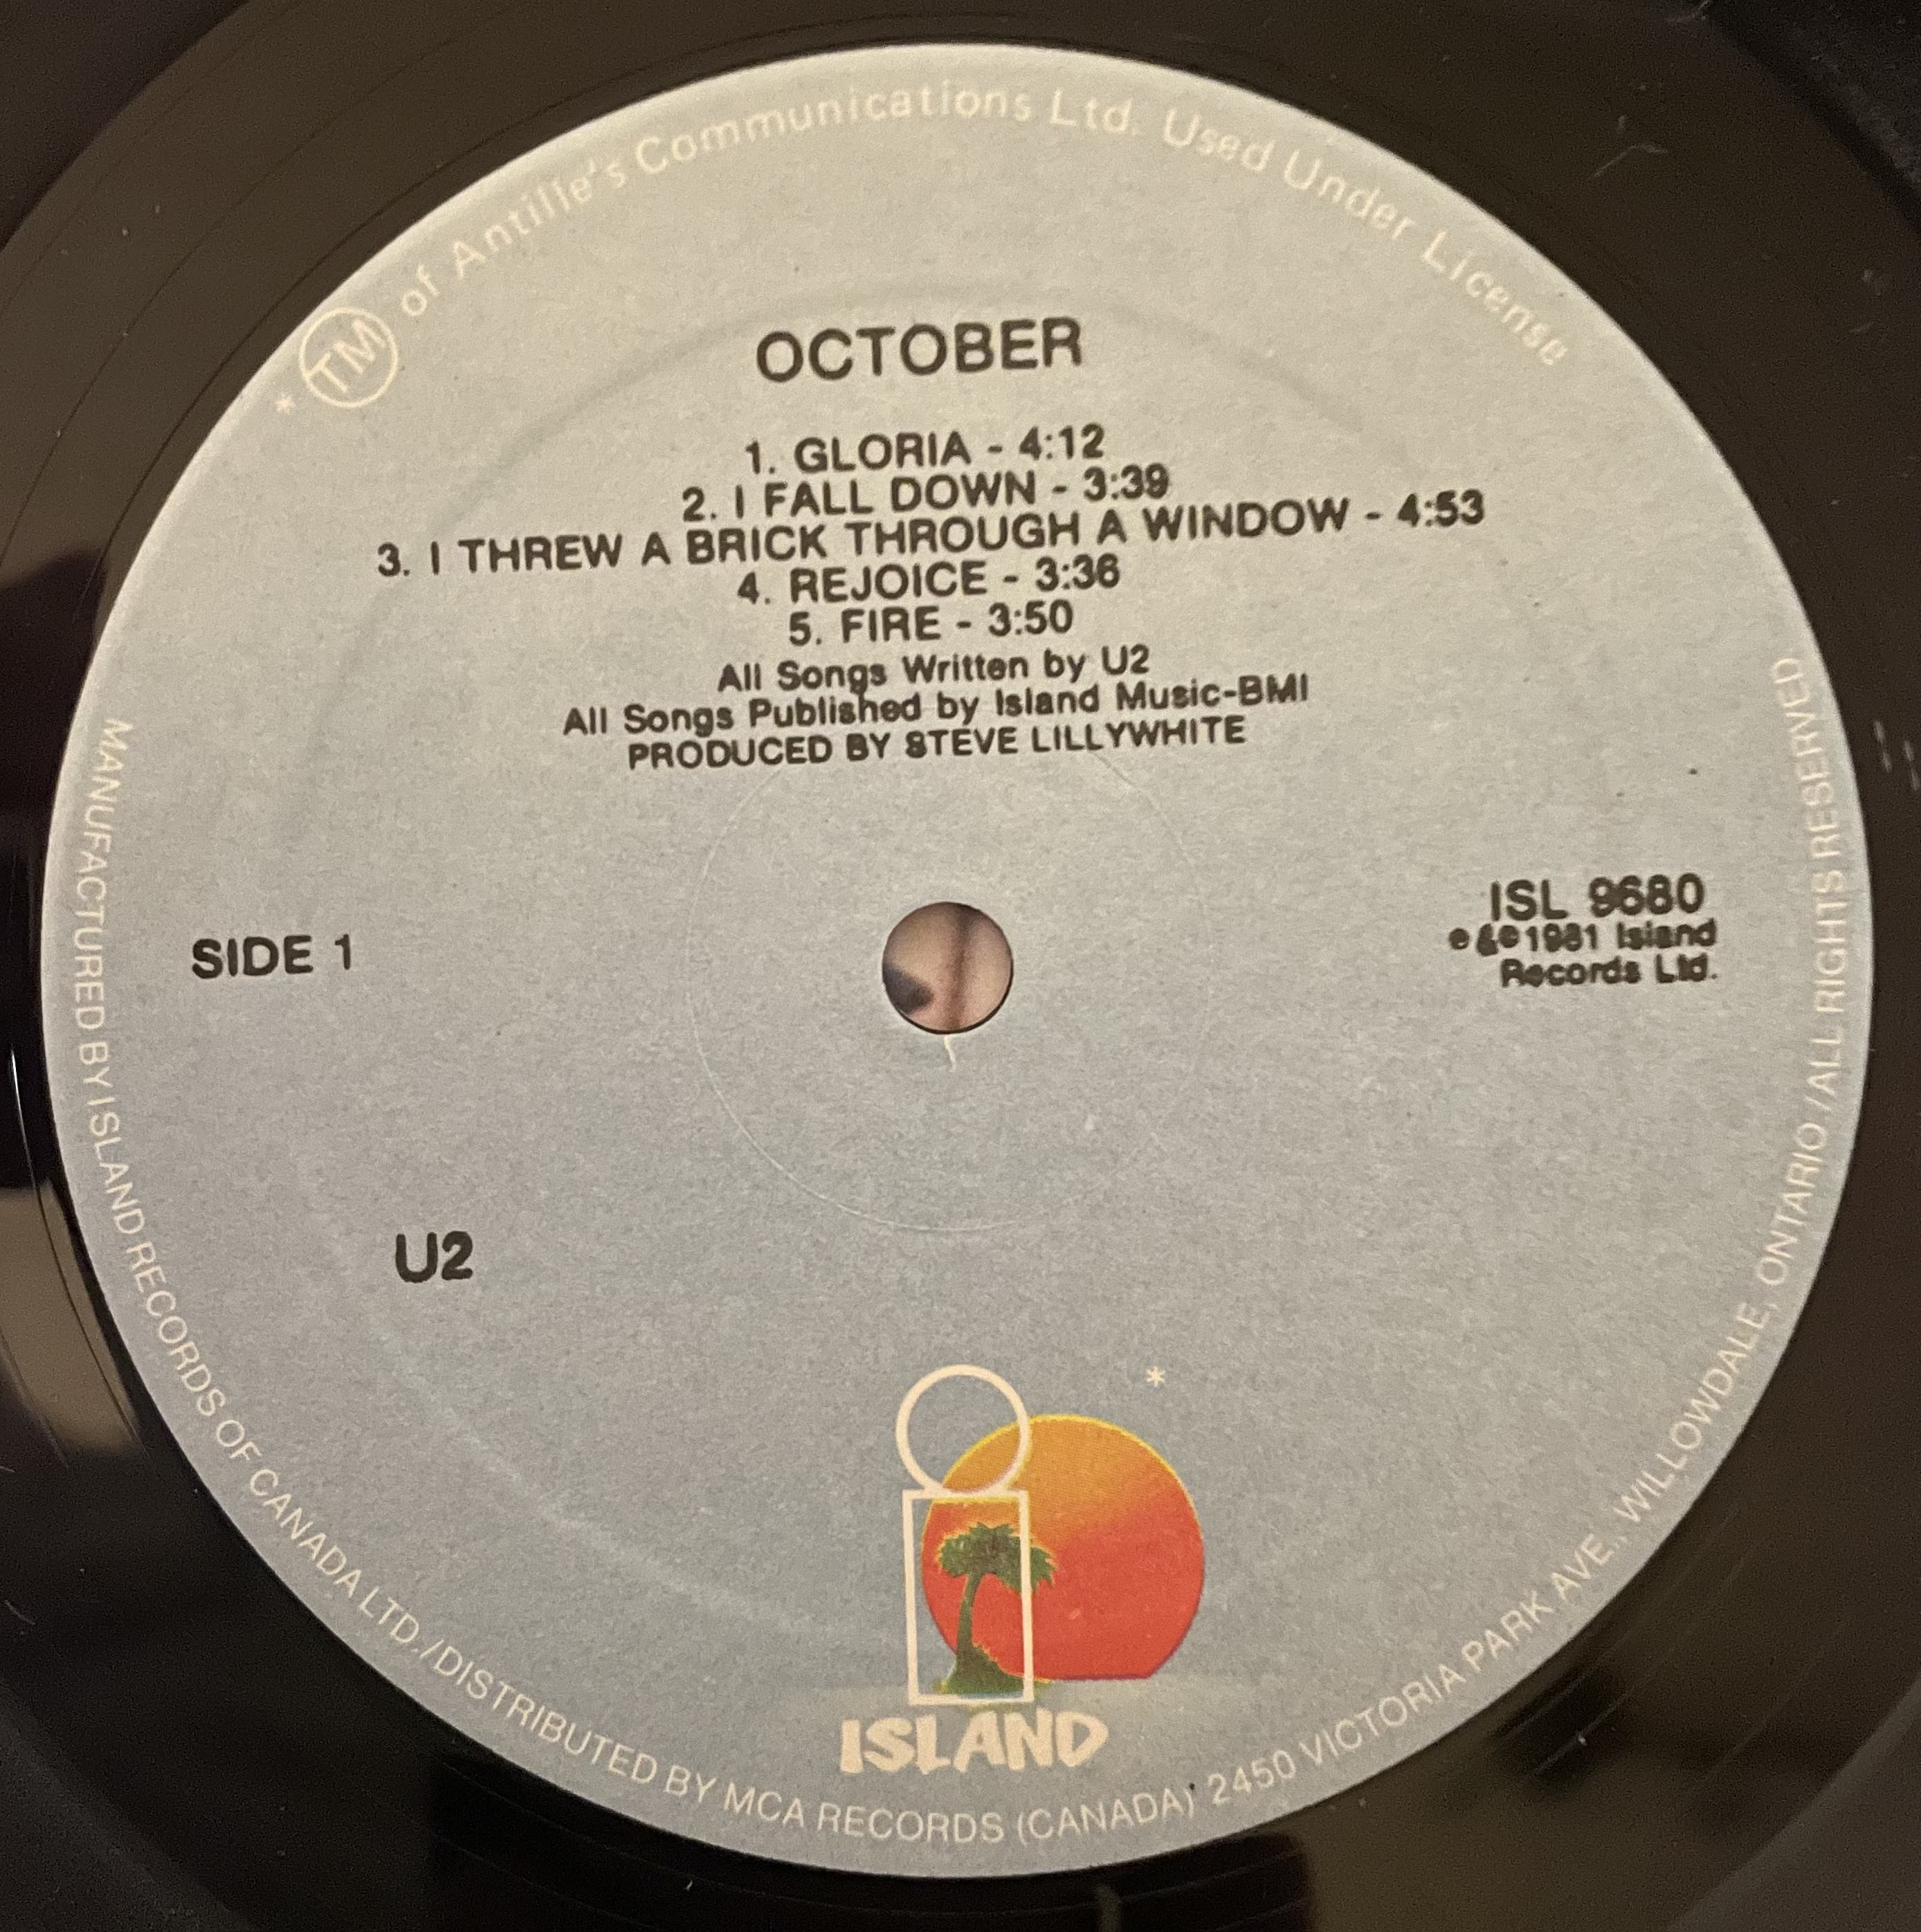 * TM of Antille's Communications Ltd. Used Under License
OCTOBER
1. GLORIA - 4:12
2. I FALL DOWN - 3:39
3. I THREW A BRICK THROUGH A WINDOW - 4:53
4. REJOICE - 3:36
5. FIRE - 3:50
All Songs Written by U2
All Songs Published by Island Music-BMI
PRODUCED BY STEVE LILLYWHITE
SIDE 1
ISL 9680
℗&© 1981 Island
Records Ltd.
U2
*
ISLAND
MANUFACTURED BY ISLAND RECORDS OF CANADA LTD./DISTRIBUTED BY MCA RECORDS (CANADA) 2450 VICTORIA PARK AVE., WILLOWDALE, ONTARIO / ALL RIGHTS RESERVED